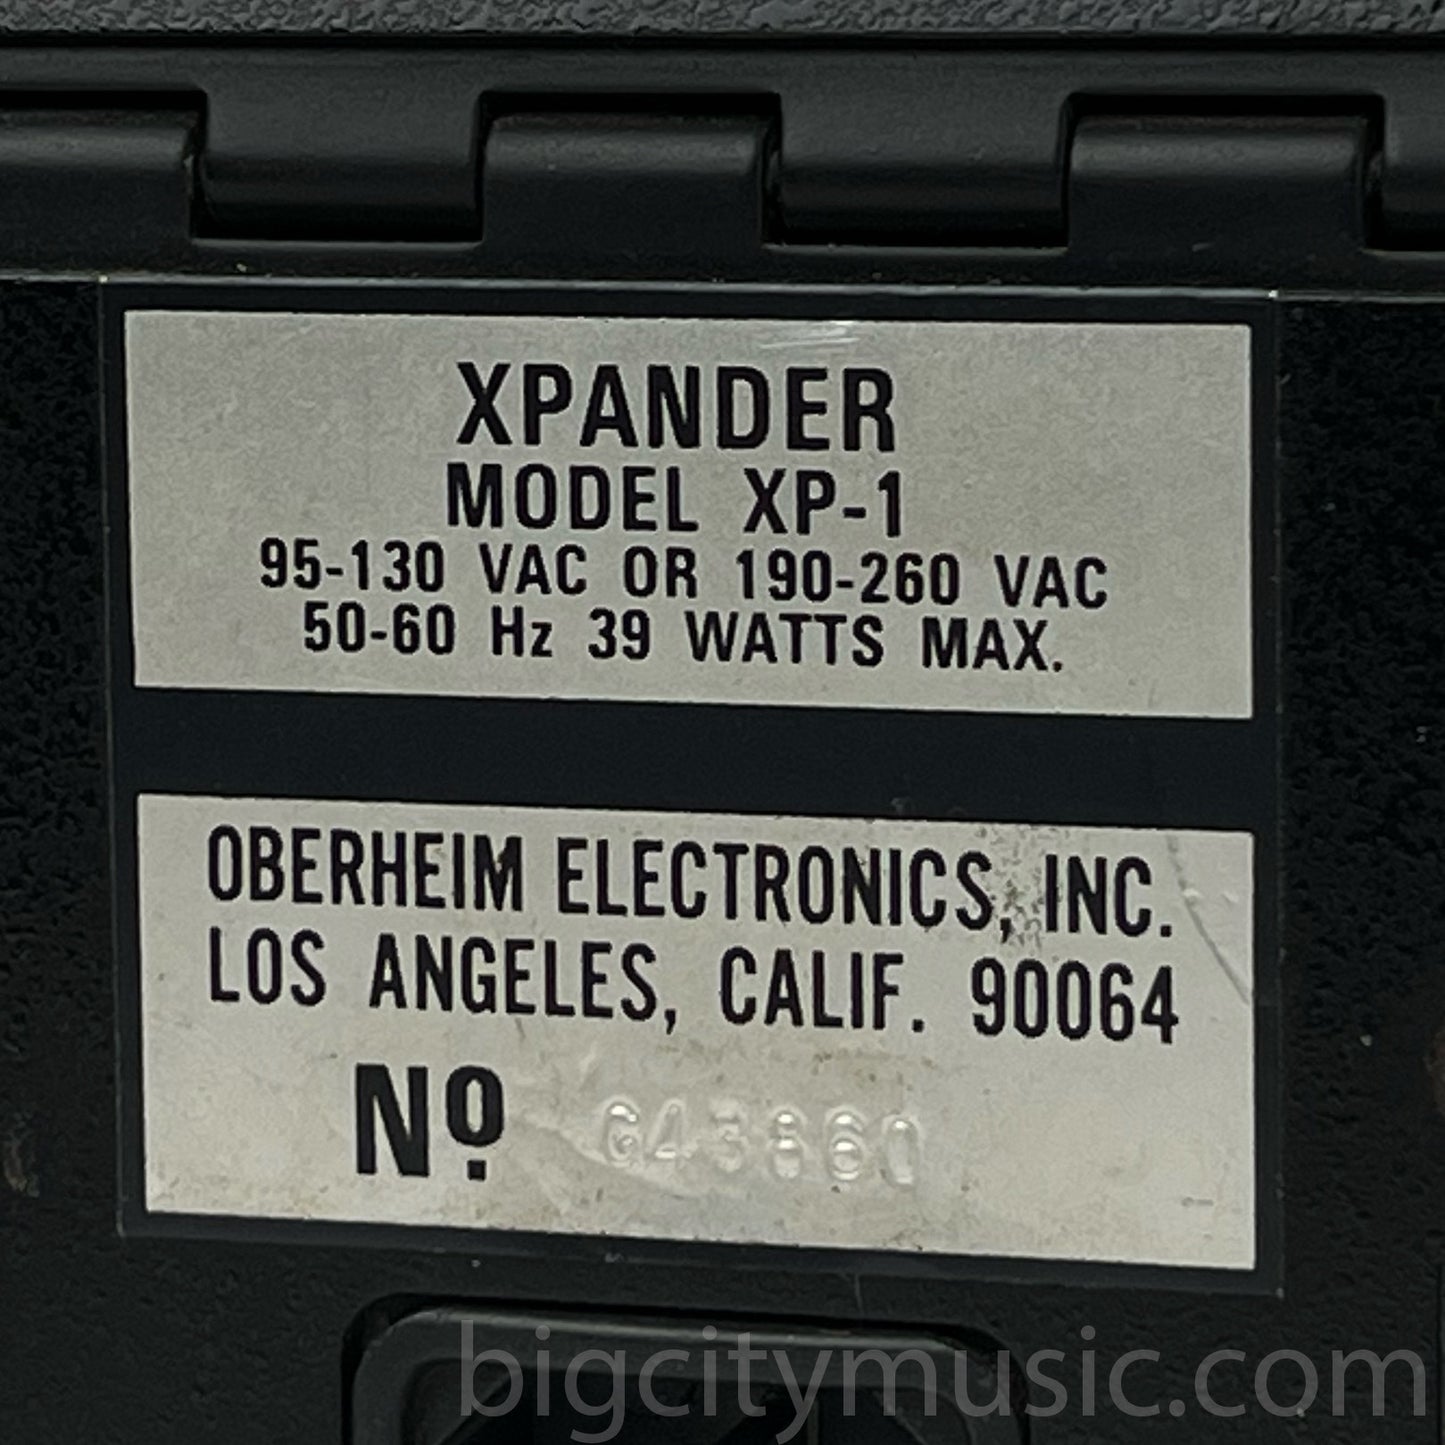 XPANDER
MODEL XP-1
95-130 VAC OR 190-260 VAC
50-60 Hz 39 WATTS MAX.
OBERHEIM ELECTRONICS, INC.
LOS ANGELES, CALIF. 90064
Nº
bigcitymusic.com